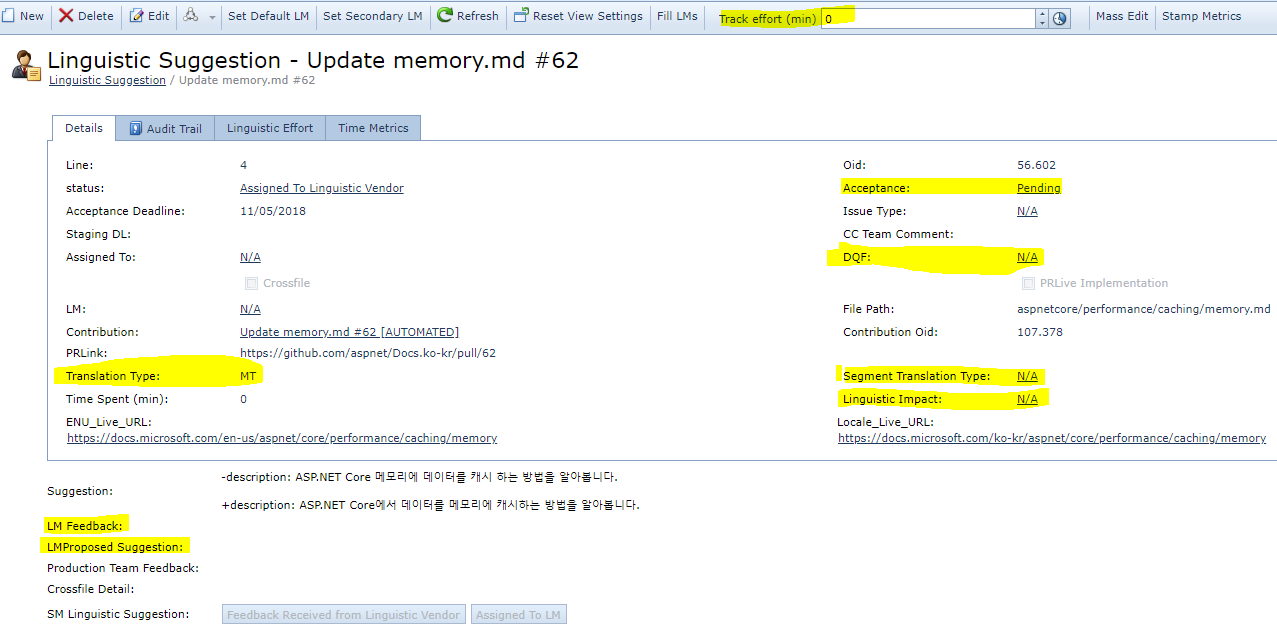 New Delete Edit Set Default LM Set Secondary LM Refresh Reset View Settings Fill LMs Track effort (min) 0 Mass Edit Stamp Metrics
Linguistic Suggestion - Update memory.md #62
Linguistic Suggestion / Update memory.md #62
Details Audit Trail Linguistic Effort Time Metrics
Line: 4 Oid: 56.602
status: Assigned To Linguistic Vendor Acceptance: Pending
Acceptance Deadline: 11/05/2018 Issue Type: N/A
Staging DL: CC Team Comment:
Assigned To: N/A DQF: N/A
Crossfile PRLive Implementation
LM: N/A File Path: aspnetcore/performance/caching/memory.md
Contribution: Update memory.md #62 [AUTOMATED] Contribution Oid: 107.378
PRLink: https://github.com/aspnet/Docs.ko-kr/pull/62
Translation Type: MT Segment Translation Type: N/A
Time Spent (min): 0 Linguistic Impact: N/A
ENU_Live_URL: Locale_Live_URL:
https://docs.microsoft.com/en-us/aspnet/core/performance/caching/memory https://docs.microsoft.com/ko-kr/aspnet/core/performance/caching/memory
-description: ASP.NET Core 메모리에 데이터를 캐시 하는 방법을 알아봅니다.
Suggestion:
+description: ASP.NET Core에서 데이터를 메모리에 캐시하는 방법을 알아봅니다.
LM Feedback:
LMProposed Suggestion:
Production Team Feedback:
Crossfile Detail:
SM Linguistic Suggestion: Feedback Received from Linguistic Vendor Assigned To LM